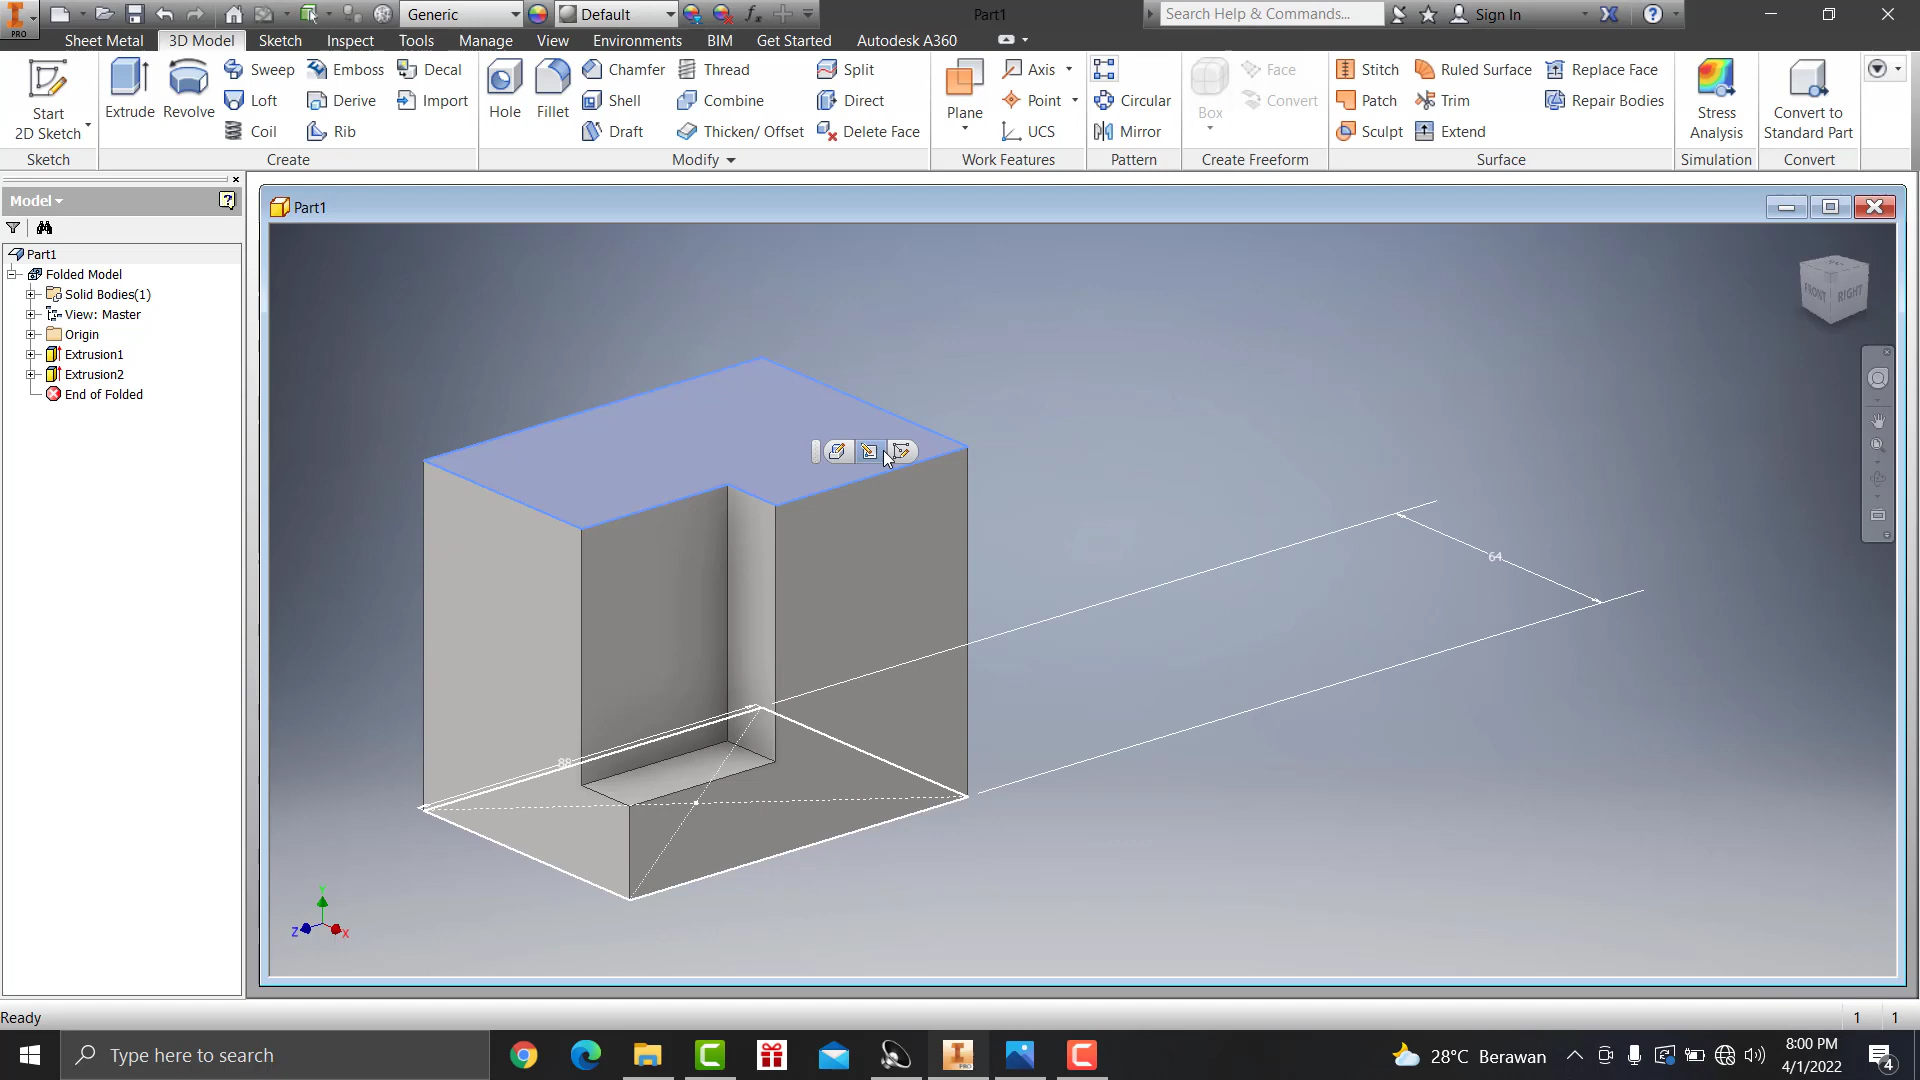 PRO
Generic
Default
Part1
Search Help & Commands...
Sign In
Sheet Metal 3D Model Sketch Inspect Tools Manage View Environments BIM Get Started Autodesk A360
Start
2D Sketch
Sketch
Extrude
Revolve
Sweep
Loft
Coil
Emboss
Derive
Rib
Decal
Import
Create
Hole
Fillet
Chamfer
Shell
Draft
Thread
Combine
Thicken/ Offset
Split
Direct
Delete Face
Modify
Plane
Axis
Point
UCS
Work Features
Circular
Mirror
Pattern
Box
Face
Convert
Create Freeform
Stitch
Patch
Sculpt
Ruled Surface
Trim
Extend
Replace Face
Repair Bodies
Surface
Stress
Analysis
Simulation
Convert to
Standard Part
Convert
Model
Part1
Folded Model
Solid Bodies(1)
View: Master
Origin
Extrusion1
Extrusion2
End of Folded
Part1
FRONT
RIGHT
64
88
Y
Z
X
Ready
1 1
Type here to search
PRO
28°C Berawan
8:00 PM
4/1/2022
4